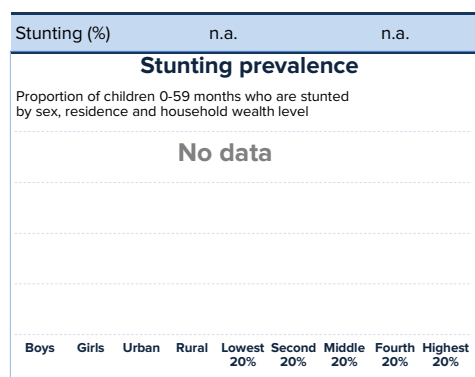 Stunting (%) n.a. n.a.
Stunting prevalence
Proportion of children 0-59 months who are stunted
by sex, residence and household wealth level
No data
Boys Girls Urban Rural Lowest Second Middle Fourth Highest
20% 20% 20% 20% 20%